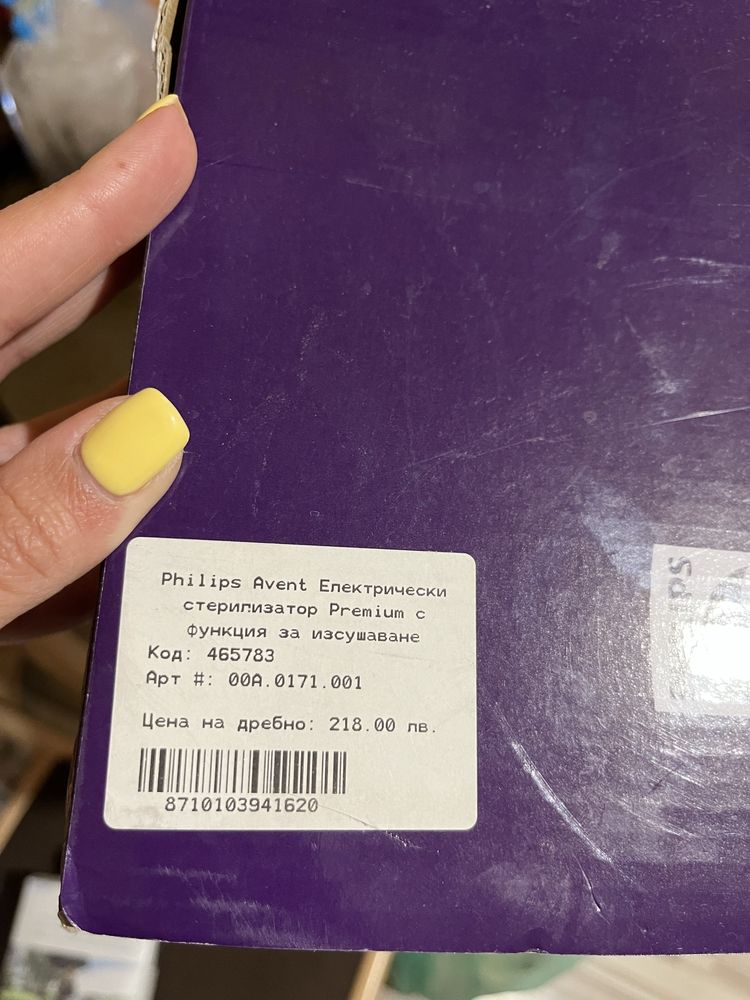 Philips Avent Електрически
стерилизатор Premium с
функция за изсушаване
Код: 465783
Арт #: 00A.0171.001
Цена на дребно: 218.00 лв.
8710103941620